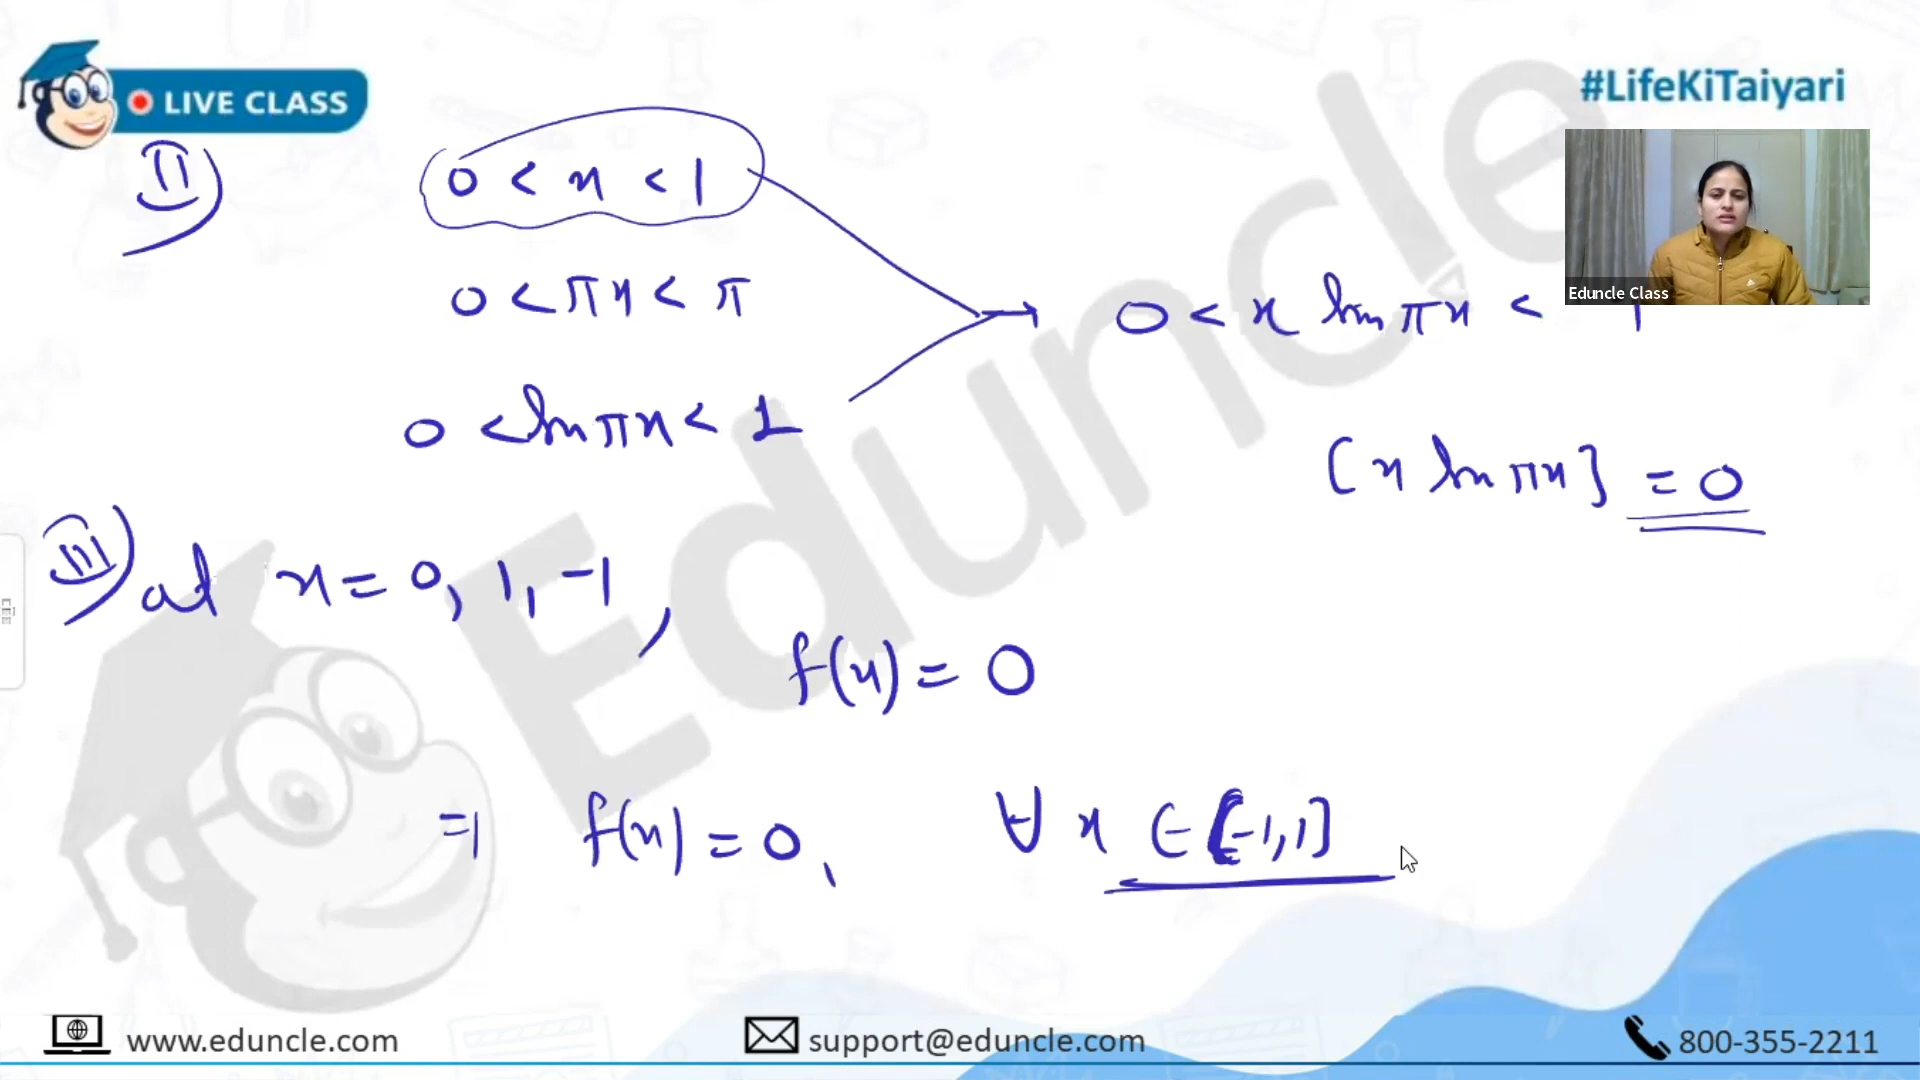 LIVE CLASS
#LifeKiTaiyari
II)
0 < x < 1
Eduncle Class
0 < πx < π
0 < x sin πx < 1
0 < sin πx < 1
[x sin πx] = 0
III) at x = 0, 1, -1,
f(x) = 0
⇒ f(x) = 0, ∀ x ∈ [-1, 1]
Eduncle
www.eduncle.com
support@eduncle.com
800-355-2211